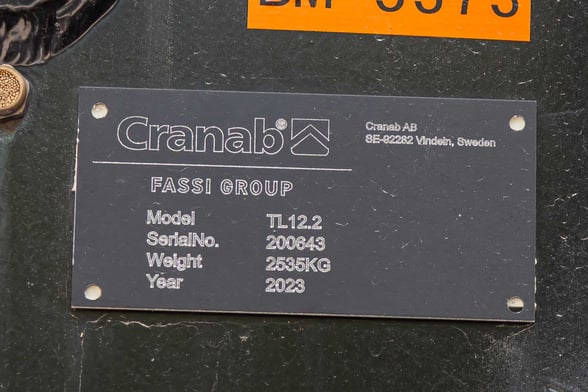 Cranab®
Cranab AB
SE-92282 Vindeln, Sweden
FASSI GROUP
Model TL12.2
SerialNo. 200643
Weight 2535KG
Year 2023